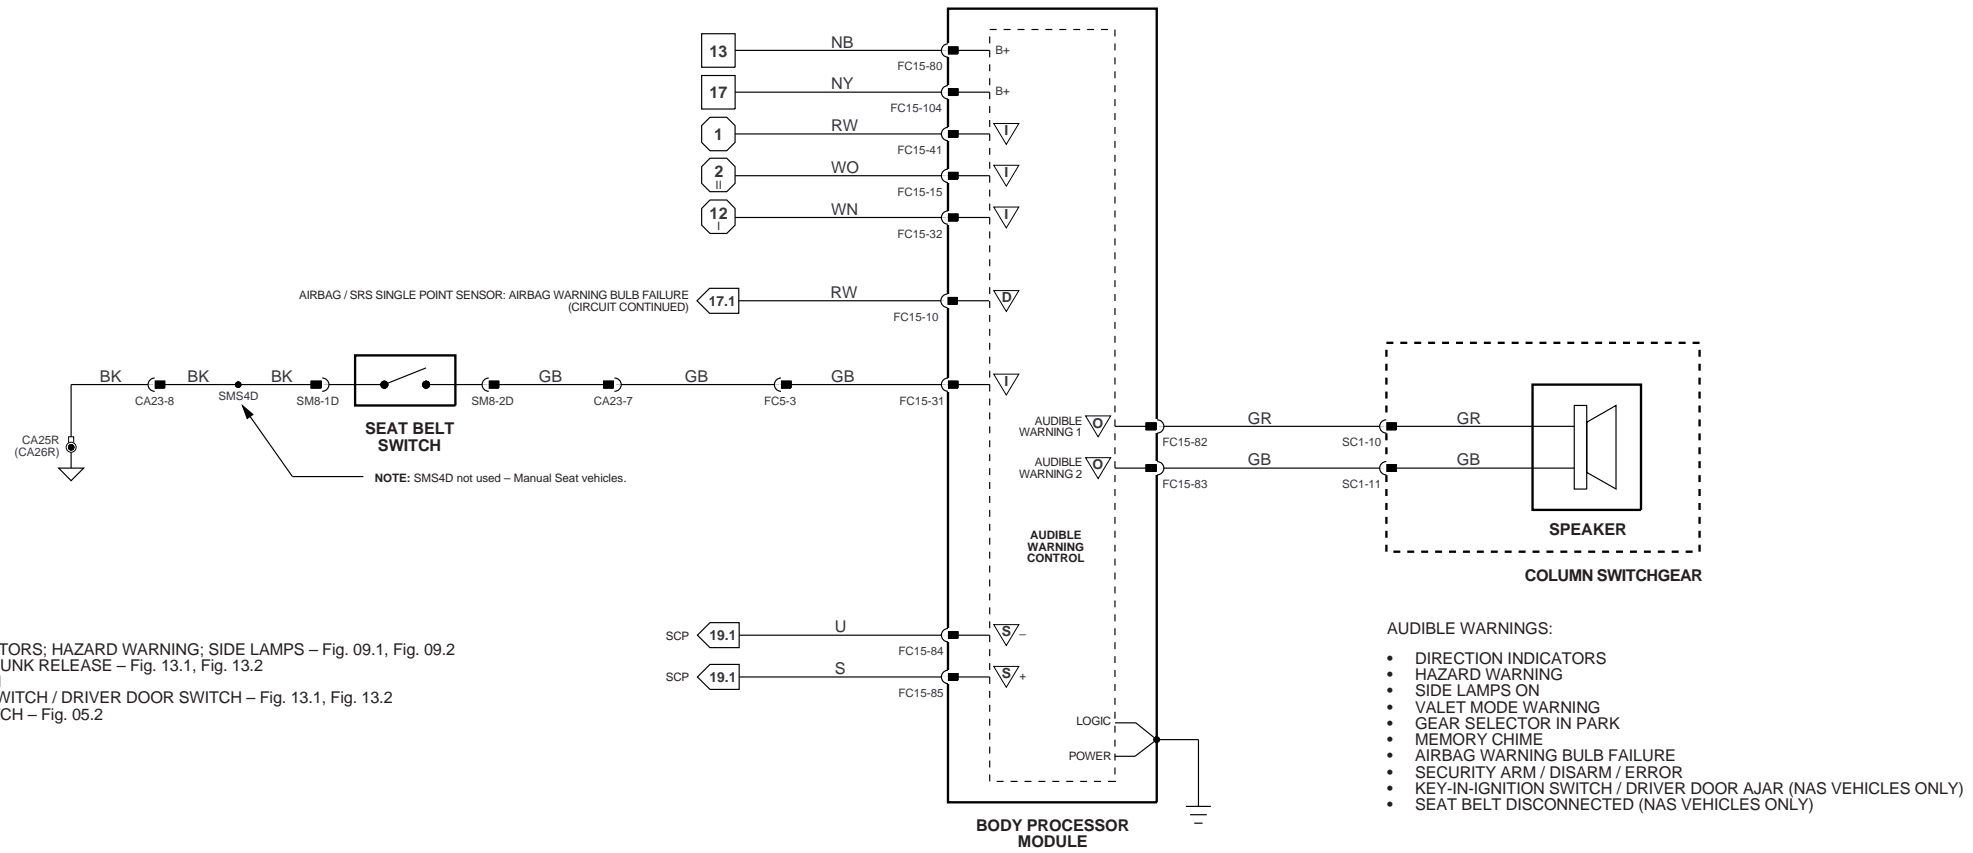 13 NB B+
FC15-80
17 NY B+
FC15-104
1 RW I
FC15-41
2 II WO I
FC15-15
12 I WN I
FC15-32
AIRBAG / SRS SINGLE POINT SENSOR: AIRBAG WARNING BULB FAILURE
(CIRCUIT CONTINUED)
17.1 RW D
FC15-10
BK BK BK GB GB GB I
CA23-8 SMS4D SM8-1D SM8-2D CA23-7 FC5-3 FC15-31
SEAT BELT
SWITCH
CA25R
(CA26R)
NOTE: SMS4D not used – Manual Seat vehicles.
AUDIBLE
WARNING 1
O GR GR
FC15-82 SC1-10
AUDIBLE
WARNING 2
O GB GB
FC15-83 SC1-11
SPEAKER
COLUMN SWITCHGEAR
AUDIBLE
WARNING
CONTROL
SCP 19.1 U S –
FC15-84
SCP 19.1 S S +
FC15-85
LOGIC
POWER
BODY PROCESSOR
MODULE
TORS; HAZARD WARNING; SIDE LAMPS – Fig. 09.1, Fig. 09.2
UNK RELEASE – Fig. 13.1, Fig. 13.2
WITCH / DRIVER DOOR SWITCH – Fig. 13.1, Fig. 13.2
CH – Fig. 05.2
AUDIBLE WARNINGS:
• DIRECTION INDICATORS
• HAZARD WARNING
• SIDE LAMPS ON
• VALET MODE WARNING
• GEAR SELECTOR IN PARK
• MEMORY CHIME
• AIRBAG WARNING BULB FAILURE
• SECURITY ARM / DISARM / ERROR
• KEY-IN-IGNITION SWITCH / DRIVER DOOR AJAR (NAS VEHICLES ONLY)
• SEAT BELT DISCONNECTED (NAS VEHICLES ONLY)